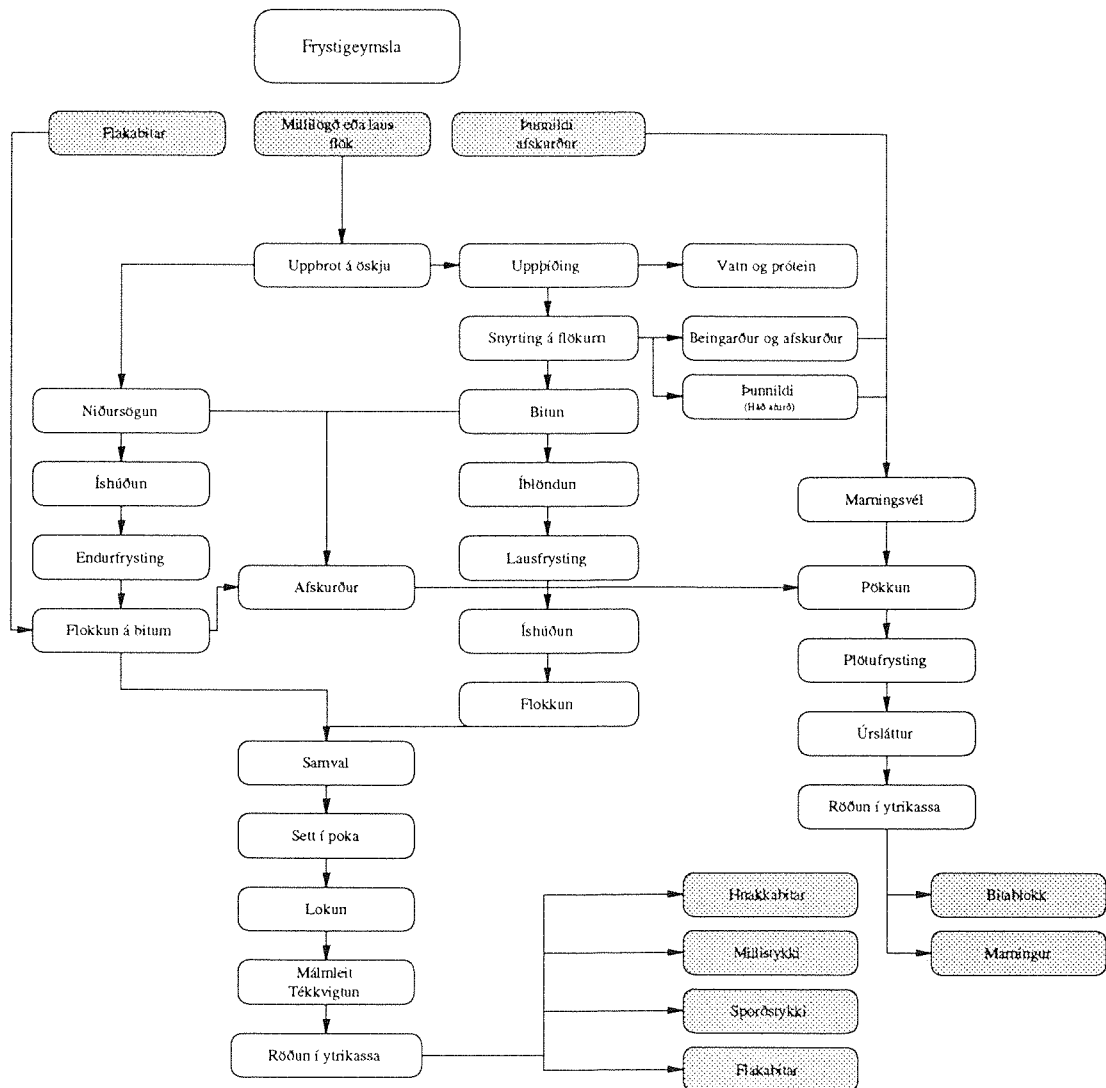 Frystigeymsla
Flakabitar
Millilögð eða laus
flök
Þunnildi
afskurður
Uppbrot á öskju
Uppþíðing
Vatn og prótein
Snyrting á flökum
Beingarður og afskurður
Þunnildi
(Háð afurð)
Niðursögun
Bitun
Íshúðun
Íblöndun
Marningsvél
Endurfrysting
Lausfrysting
Afskurður
Pökkun
Flokkun á bitum
Íshúðun
Plötufrysting
Flokkun
Úrsláttur
Samval
Röðun í ytrikassa
Sett í poka
Hnakkabitar
Bitablokk
Lokun
Millistykki
Marningur
Málmleit
Tékkvigtun
Sporðstykki
Röðun í ytrikassa
Flakabitar